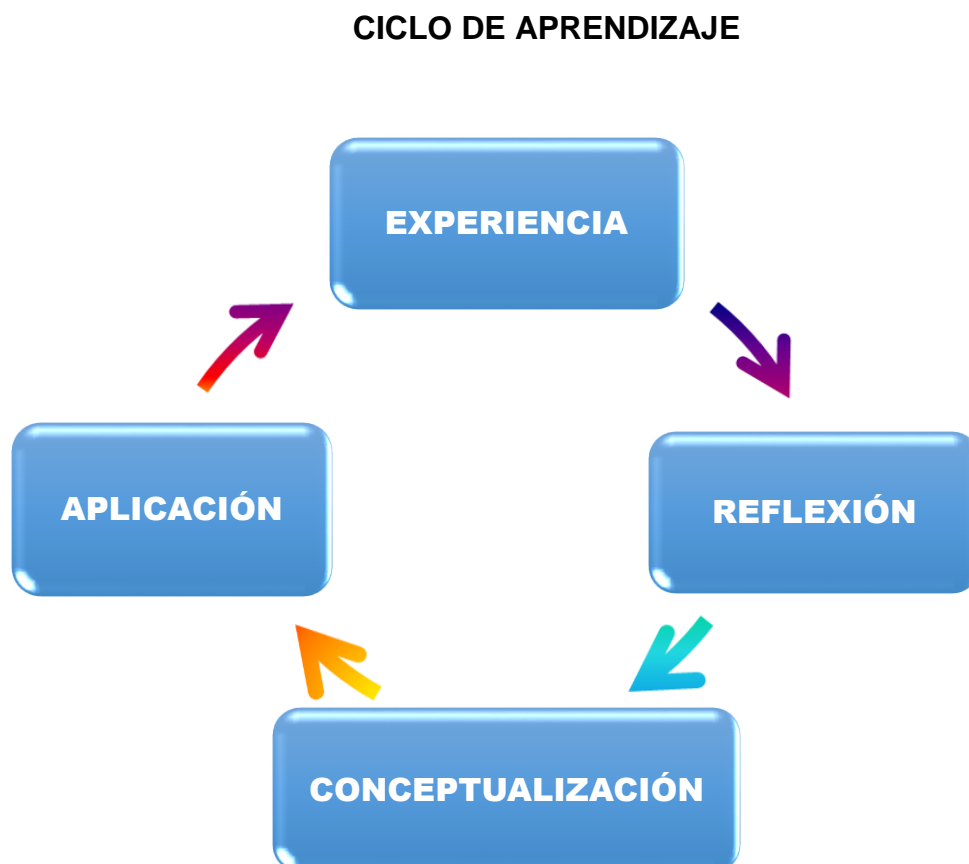 CICLO DE APRENDIZAJE
EXPERIENCIA
APLICACIÓN
REFLEXIÓN
CONCEPTUALIZACIÓN